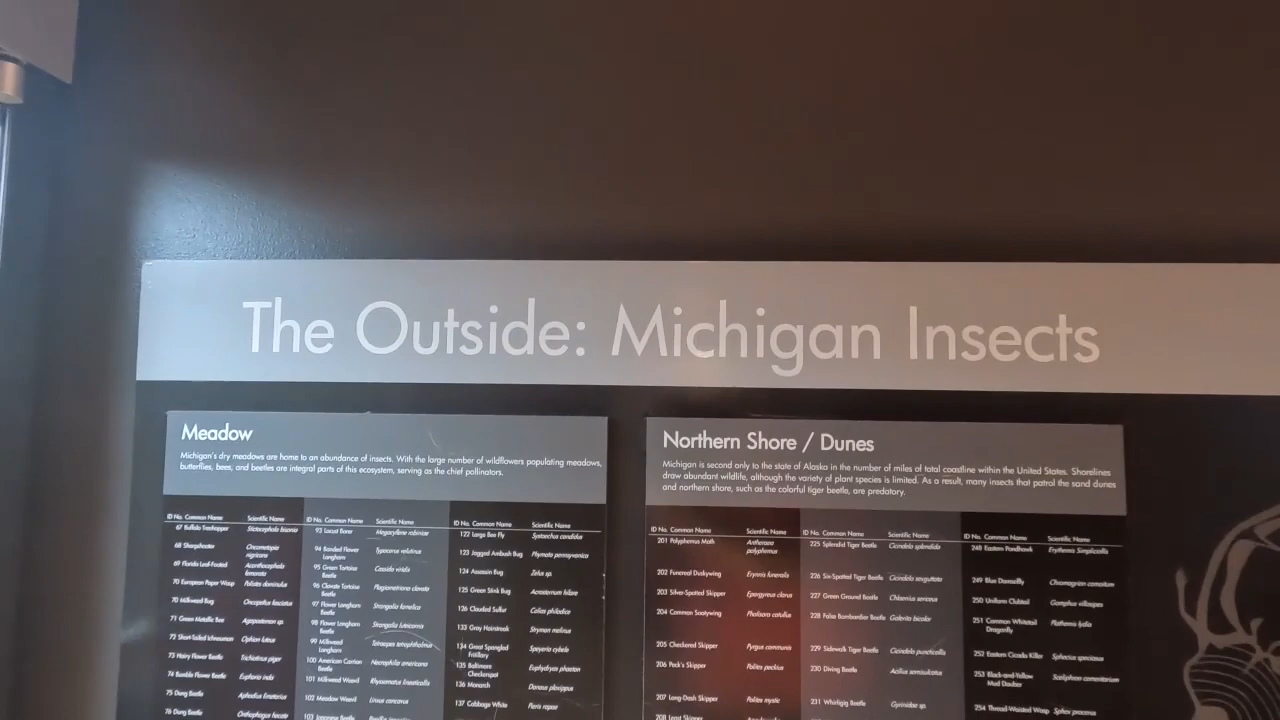 The Outside: Michigan Insects
Meadow
Michigan's dry meadows are home to an abundance of insects. With the large number of wildflowers populating meadows,
butterflies, bees, and beetles are integral parts of this ecosystem, serving as the chief pollinators.
ID No. Common Name Scientific Name
67 Buffalo Treehopper Stictocephala bisonia
68 Sharpshooter Oncometopia
nigricans
69 Florida Leaf-Footed Acanthocephala
femorata
70 European Paper Wasp Polistes dominulus
70 Milkweed Bug Oncopeltus fasciatus
71 Green Metallic Bee Agapostemon sp.
72 Short-Tailed Ichneumon Ophion luteus
73 Hairy Flower Beetle Trichiotinus piger
74 Bumble Flower Beetle Euphoria inda
75 Dung Beetle Aphodius fimetarius
76 Dung Beetle Onthophagus hecate
ID No. Common Name Scientific Name
93 Locust Borer Megacyllene robiniae
94 Banded Flower
Longhorn Typocerus velutinus
95 Green Tortoise
Beetle Cassida viridis
96 Clavate Tortoise
Beetle Plagiometriona clavata
97 Flower Longhorn
Beetle Strangalia famelica
98 Flower Longhorn
Beetle Strangalia luteicornis
99 Milkweed
Longhorn Tetraopes tetrophthalmus
100 American Carrion
Beetle Necrophila americana
101 Milkweed Weevil Rhyssomatus lineaticollis
102 Meadow Weevil Lixus concavus
103 Japanese Beetle
ID No. Common Name Scientific Name
122 Large Bee Fly Systoechus candidus
123 Jagged Ambush Bug Phymata pennsylvanica
124 Assassin Bug Zelus sp.
125 Green Stink Bug Acrosternum hilare
126 Clouded Sulfur Colias philodice
133 Gray Hairstreak Strymon melinus
134 Great Spangled
Fritillary Speyeria cybele
135 Baltimore
Checkerspot Euphydryas phaeton
136 Monarch Danaus plexippus
137 Cabbage White Pieris rapae
Northern Shore / Dunes
Michigan is second only to the state of Alaska in the number of miles of total coastline within the United States. Shorelines
draw abundant wildlife, although the variety of plant species is limited. As a result, many insects that patrol the sand dunes
and northern shore, such as the colorful tiger beetle, are predatory.
ID No. Common Name Scientific Name
201 Polyphemus Moth Antheraea
polyphemus
202 Funereal Duskywing Erynnis funeralis
203 Silver-Spotted Skipper Epargyreus clarus
204 Common Sootywing Pholisora catullus
205 Checkered Skipper Pyrgus communis
206 Peck's Skipper Polites peckius
207 Long-Dash Skipper Polites mystic
208 Least Skipper
ID No. Common Name Scientific Name
225 Splendid Tiger Beetle Cicindela splendida
226 Six-Spotted Tiger Beetle Cicindela sexguttata
227 Green Ground Beetle Chlaenius sericeus
228 False Bombardier Beetle Galerita bicolor
229 Sidewalk Tiger Beetle Cicindela punctulata
230 Diving Beetle Acilius semisulcatus
231 Whirligig Beetle Gyrinidae sp.
ID No. Common Name Scientific Name
248 Eastern Pondhawk Erythemis Simplicicollis
249 Blue Damselfly Chromagrion conditum
250 Uniform Clubtail Gomphus villosipes
251 Common Whitetail
Dragonfly Plathemis lydia
252 Eastern Cicada Killer Sphecius speciosus
253 Black-and-Yellow
Mud Dauber Sceliphron caementarium
254 Thread-Waisted Wasp Sphex procerus